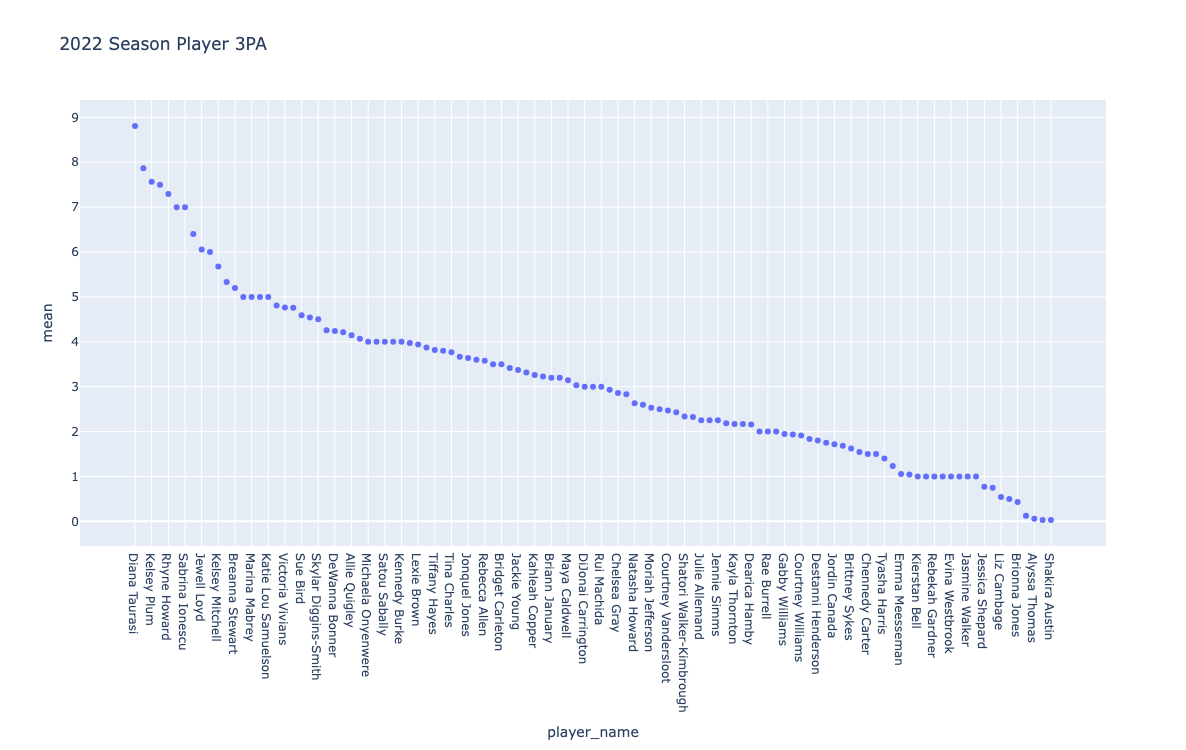 2022 Season Player 3PA
9
8
7
6
5
4
3
2
1
0
mean
Diana Taurasi
Kelsey Plum
Rhyne Howard
Sabrina Ionescu
Jewell Loyd
Kelsey Mitchell
Breanna Stewart
Marina Mabrey
Katie Lou Samuelson
Victoria Vivians
Sue Bird
Skylar Diggins-Smith
DeWanna Bonner
Allie Quigley
Michaela Onyenwere
Satou Sabally
Kennedy Burke
Lexie Brown
Tiffany Hayes
Tina Charles
Jonquel Jones
Rebecca Allen
Bridget Carleton
Jackie Young
Kahleah Copper
Briann January
Maya Caldwell
DiJonai Carrington
Rui Machida
Chelsea Gray
Natasha Howard
Moriah Jefferson
Courtney Vandersloot
Shatori Walker-Kimbrough
Julie Allemand
Jennie Simms
Kayla Thornton
Dearica Hamby
Rae Burrell
Gabby Williams
Courtney Williams
Destanni Henderson
Jordin Canada
Brittney Sykes
Chennedy Carter
Tyasha Harris
Emma Meesseman
Kierstan Bell
Rebekah Gardner
Evina Westbrook
Jasmine Walker
Jessica Shepard
Liz Cambage
Brionna Jones
Alyssa Thomas
Shakira Austin
player_name